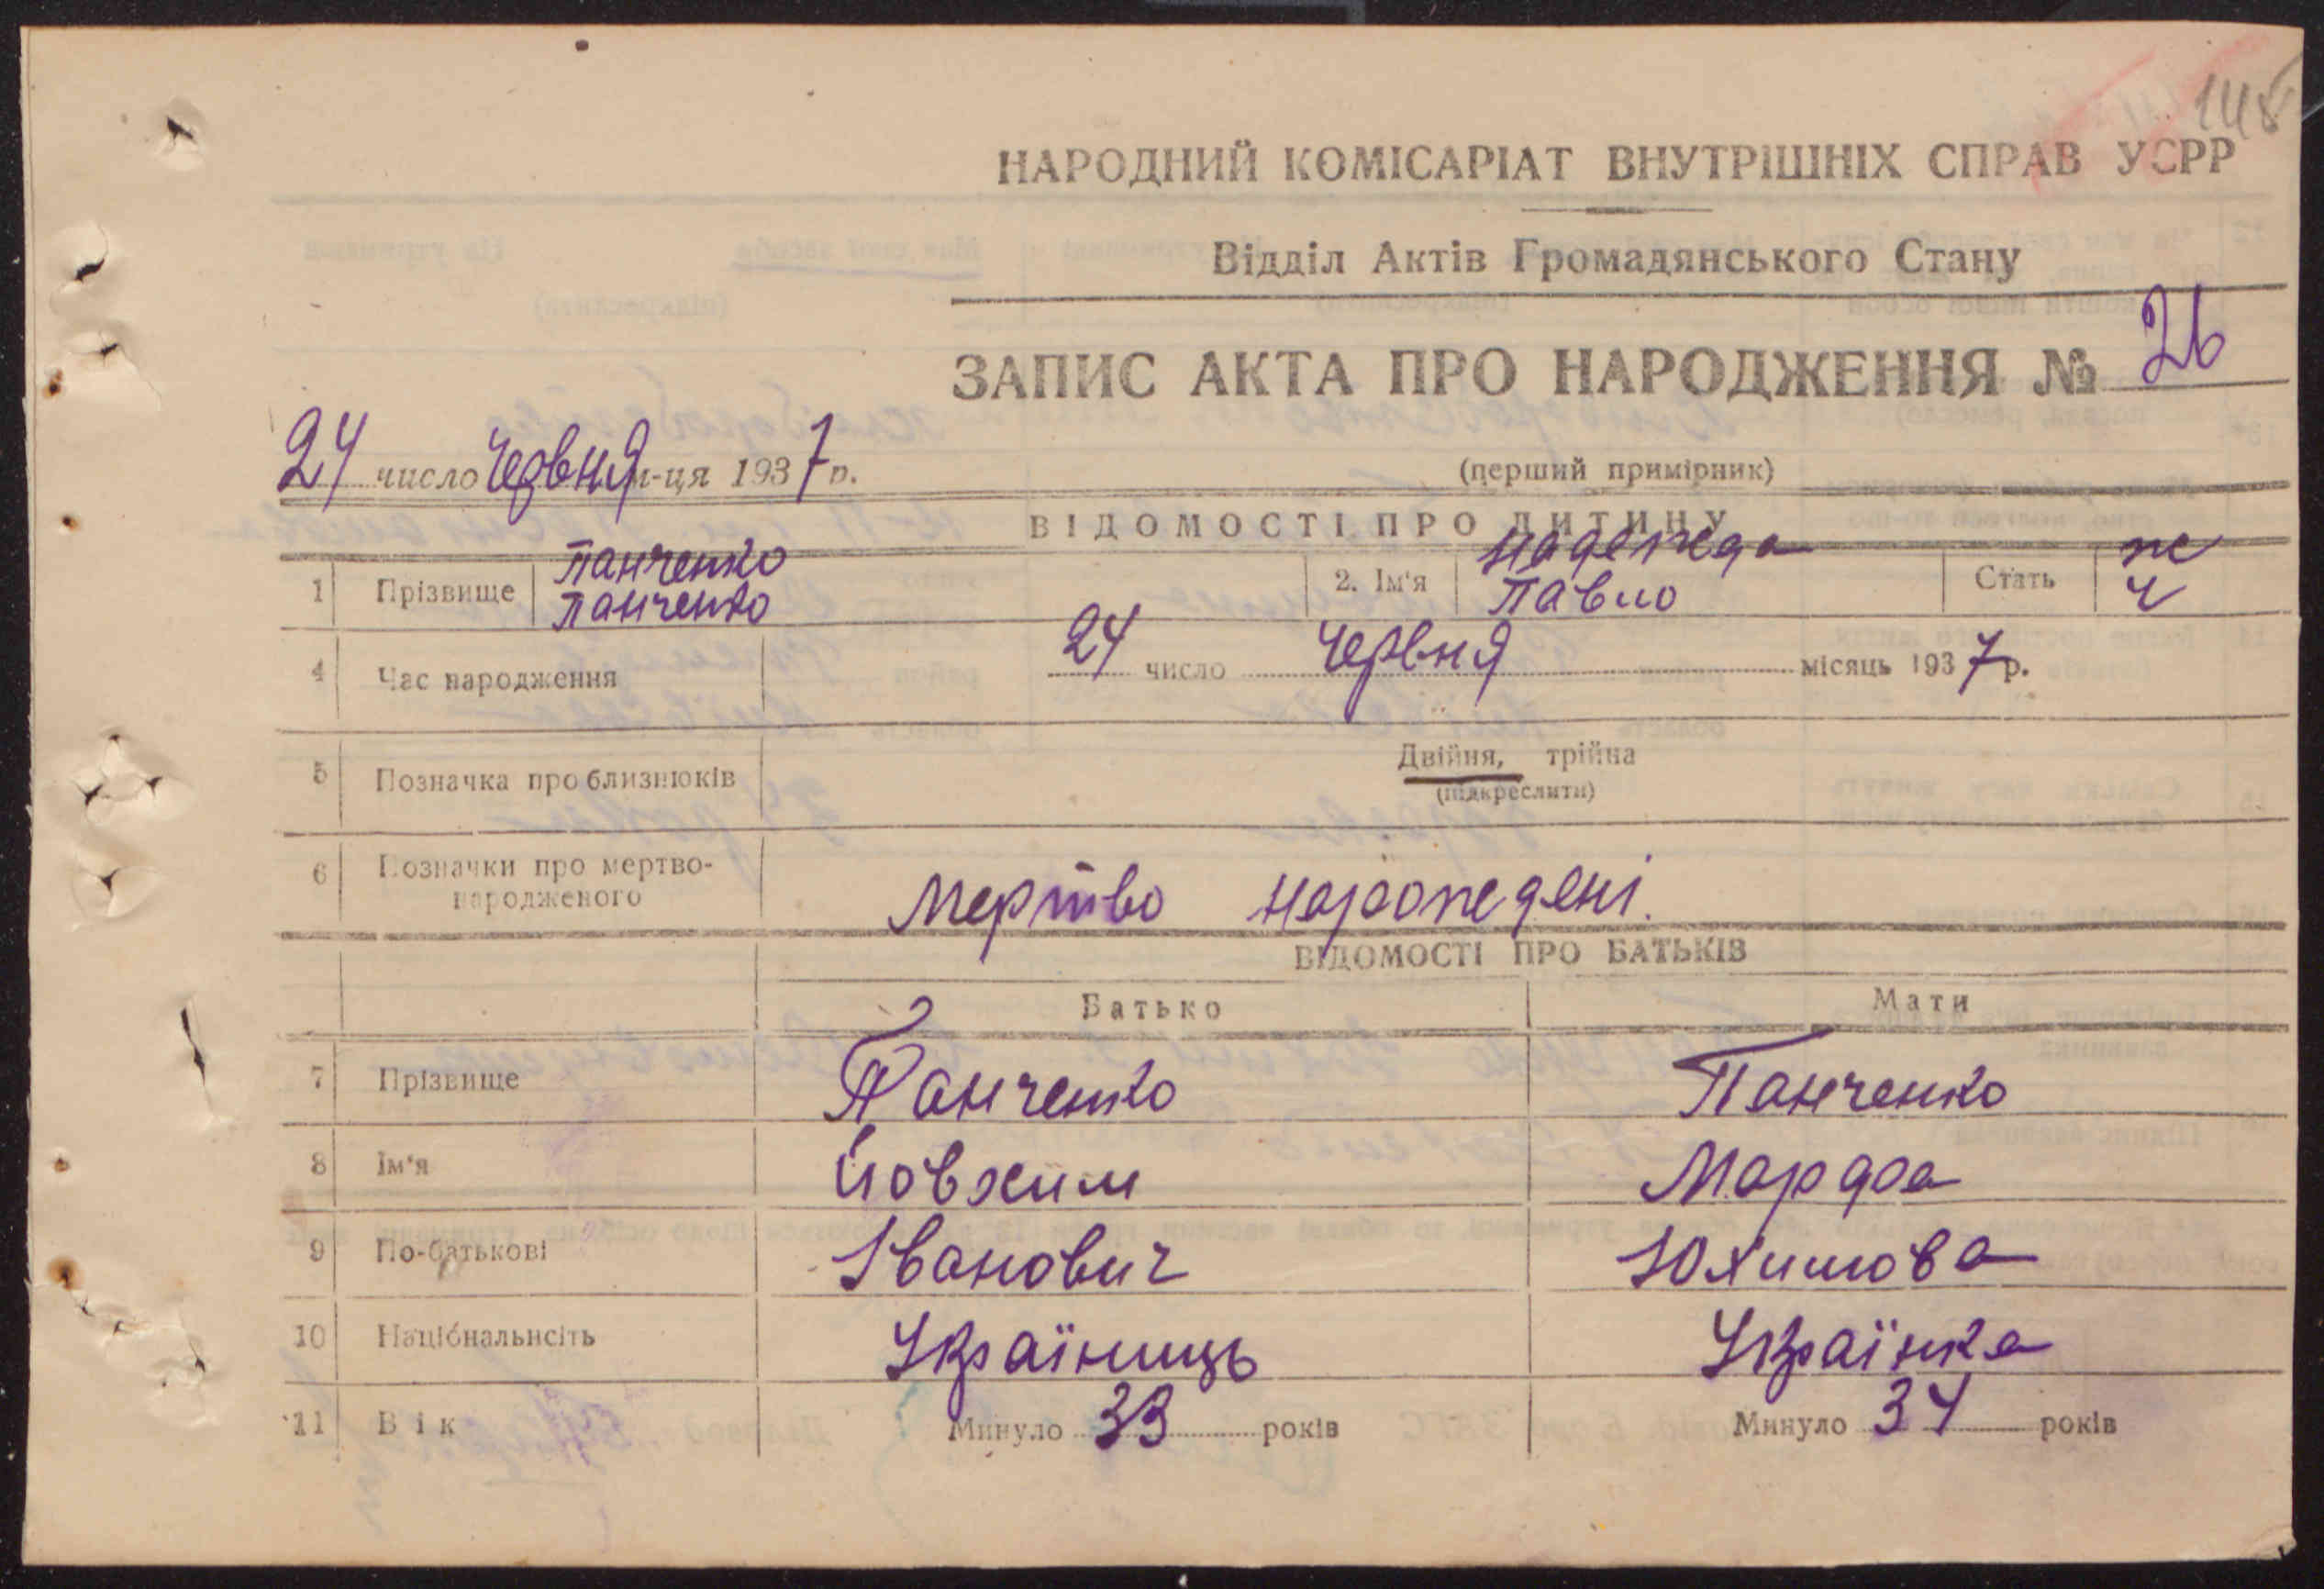 145
НАРОДНИЙ КОМІСАРІАТ ВНУТРІШНІХ СПРАВ УСРР
Відділ Актів Громадянського Стану
ЗАПИС АКТА ПРО НАРОДЖЕННЯ № 26
24 число Червня м-ця 1937 р.
(перший примірник)
ВІДОМОСТІ ПРО ДИТИНУ
1 Прізвище Панченко Панченко 2. Ім'я Надежда Павло Стать ж ч
4 Час народження 24 число Червня місяць 1937 р.
5 Позначка про близнюків Двійня, трійна
(підкреслити)
6 Позначки про мертво-
народженого Мертво нарожедені.
ВІДОМОСТІ ПРО БАТЬКІВ
Батько Мати
7 Прізвище Панченко Панченко
8 Ім'я Йовхим Марфа
9 По-батькові Іванович Юхимова
10 Націóнальнсіть Українець Українка
11 Вік Минуло 33 років Минуло 34 років